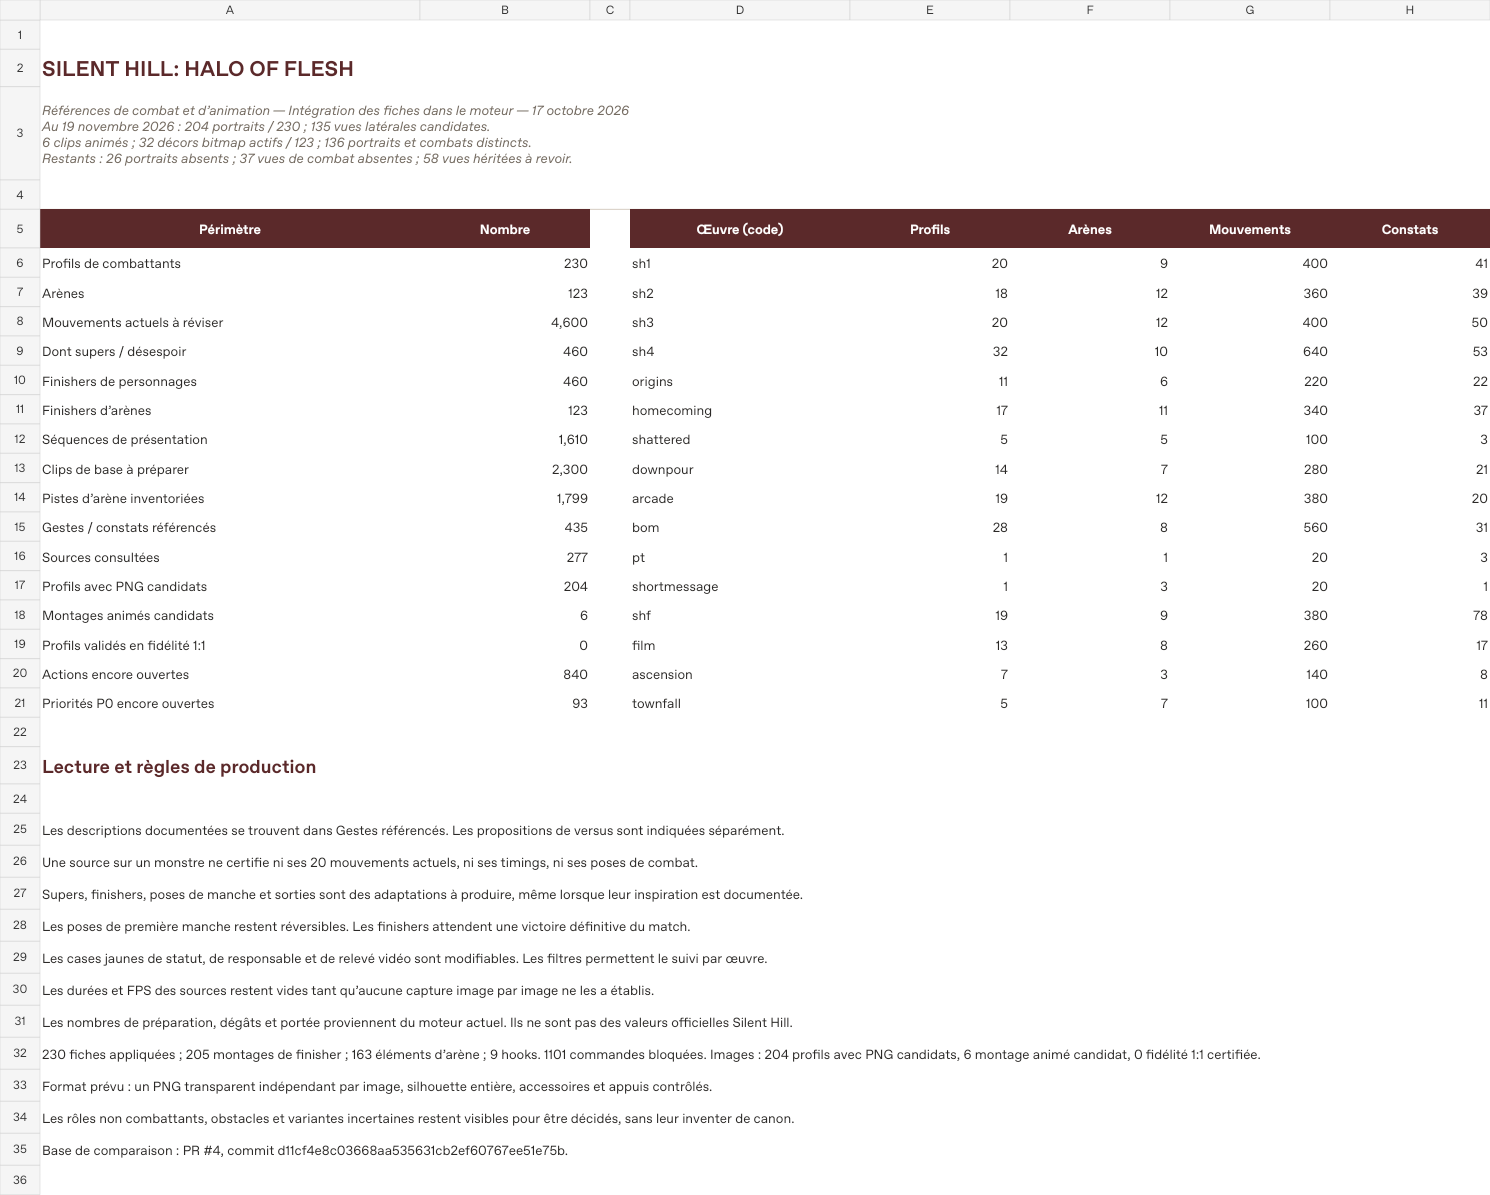 A B C D E F G H
1
2 SILENT HILL: HALO OF FLESH
3 Références de combat et d’animation — Intégration des fiches dans le moteur — 17 octobre 2026
Au 19 novembre 2026 : 204 portraits / 230 ; 135 vues latérales candidates.
6 clips animés ; 32 décors bitmap actifs / 123 ; 136 portraits et combats distincts.
Restants : 26 portraits absents ; 37 vues de combat absentes ; 58 vues héritées à revoir.
4
5 Périmètre Nombre Œuvre (code) Profils Arènes Mouvements Constats
6 Profils de combattants 230 sh1 20 9 400 41
7 Arènes 123 sh2 18 12 360 39
8 Mouvements actuels à réviser 4,600 sh3 20 12 400 50
9 Dont supers / désespoir 460 sh4 32 10 640 53
10 Finishers de personnages 460 origins 11 6 220 22
11 Finishers d’arènes 123 homecoming 17 11 340 37
12 Séquences de présentation 1,610 shattered 5 5 100 3
13 Clips de base à préparer 2,300 downpour 14 7 280 21
14 Pistes d’arène inventoriées 1,799 arcade 19 12 380 20
15 Gestes / constats référencés 435 bom 28 8 560 31
16 Sources consultées 277 pt 1 1 20 3
17 Profils avec PNG candidats 204 shortmessage 1 3 20 1
18 Montages animés candidats 6 shf 19 9 380 78
19 Profils validés en fidélité 1:1 0 film 13 8 260 17
20 Actions encore ouvertes 840 ascension 7 3 140 8
21 Priorités P0 encore ouvertes 93 townfall 5 7 100 11
22
23 Lecture et règles de production
24
25 Les descriptions documentées se trouvent dans Gestes référencés. Les propositions de versus sont indiquées séparément.
26 Une source sur un monstre ne certifie ni ses 20 mouvements actuels, ni ses timings, ni ses poses de combat.
27 Supers, finishers, poses de manche et sorties sont des adaptations à produire, même lorsque leur inspiration est documentée.
28 Les poses de première manche restent réversibles. Les finishers attendent une victoire définitive du match.
29 Les cases jaunes de statut, de responsable et de relevé vidéo sont modifiables. Les filtres permettent le suivi par œuvre.
30 Les durées et FPS des sources restent vides tant qu’aucune capture image par image ne les a établis.
31 Les nombres de préparation, dégâts et portée proviennent du moteur actuel. Ils ne sont pas des valeurs officielles Silent Hill.
32 230 fiches appliquées ; 205 montages de finisher ; 163 éléments d’arène ; 9 hooks. 1101 commandes bloquées. Images : 204 profils avec PNG candidats, 6 montage animé candidat, 0 fidélité 1:1 certifiée.
33 Format prévu : un PNG transparent indépendant par image, silhouette entière, accessoires et appuis contrôlés.
34 Les rôles non combattants, obstacles et variantes incertaines restent visibles pour être décidés, sans leur inventer de canon.
35 Base de comparaison : PR #4, commit d11cf4e8c03668aa535631cb2ef60767ee51e75b.
36